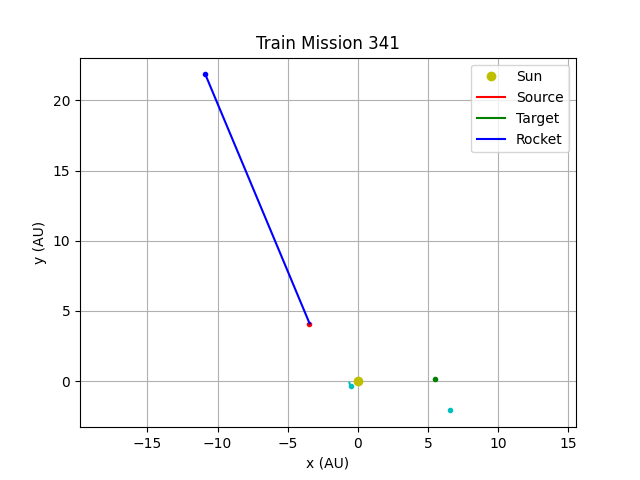 Train Mission 341
Sun
Source
Target
Rocket
20
15
10
5
0
y (AU)
−15
−10
−5
0
5
10
15
x (AU)